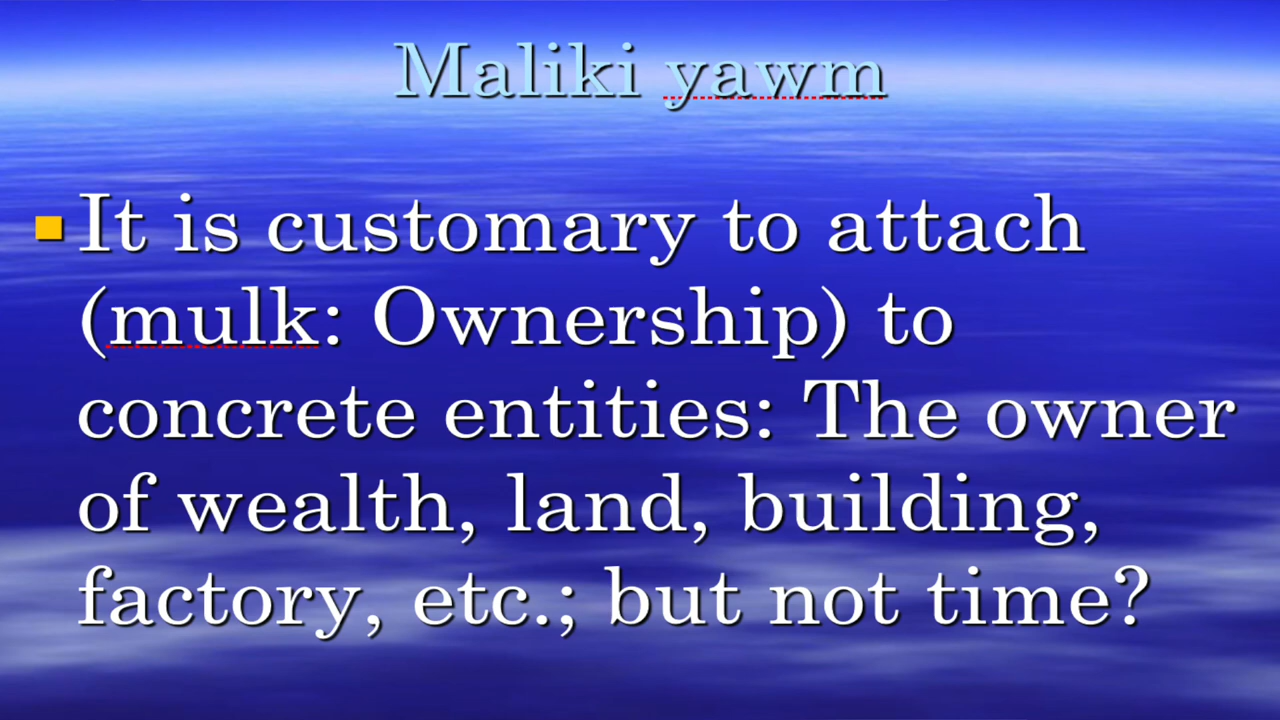 Maliki yawm
It is customary to attach
(mulk: Ownership) to
concrete entities: The owner
of wealth, land, building,
factory, etc.; but not time?